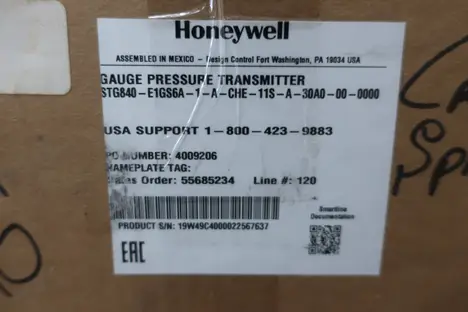 Honeywell
ASSEMBLED IN MEXICO - Design Control Fort Washington, PA 19034 USA
GAUGE PRESSURE TRANSMITTER
STG840-E1GS6A-1-A-CHE-11S-A-30A0-00-0000
USA SUPPORT 1-800-423-9883
PO NUMBER: 4009206
NAMEPLATE TAG:
Sales Order: 55685234 Line #: 120
Smartline
Documentation
PRODUCT S/N: 19W49C4000022567637
EAC